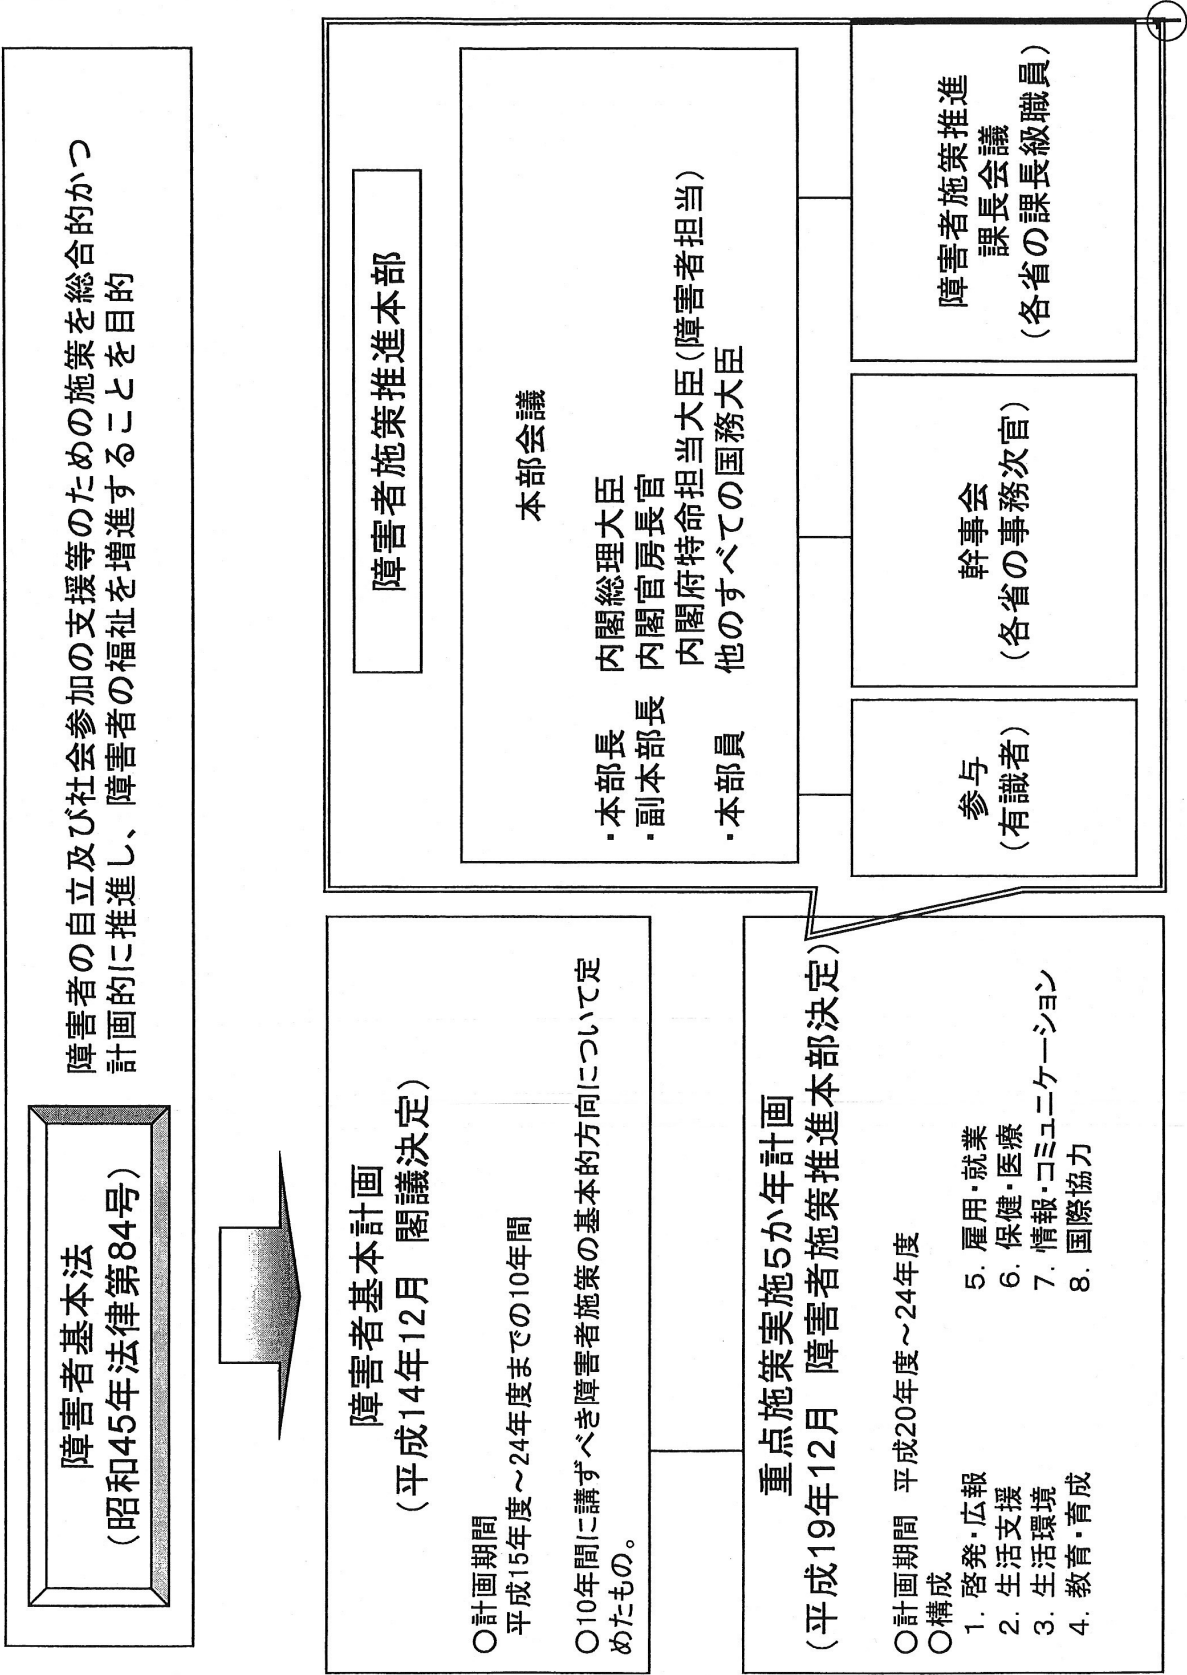 障害者基本法
(昭和45年法律第84号)
障害者の自立及び社会参加の支援等のための施策を総合的かつ
計画的に推進し、障害者の福祉を増進することを目的
障害者基本計画
(平成14年12月 閣議決定)
○計画期間
平成15年度~24年度までの10年間
○10年間に講ずべき障害者施策の基本的方向について定
めたもの。
重点施策実施5か年計画
(平成19年12月 障害者施策推進本部決定)
○計画期間 平成20年度~24年度
○構成
1. 啓発・広報
2. 生活支援
3. 生活環境
4. 教育・育成
5. 雇用・就業
6. 保健・医療
7. 情報・コミュニケーション
8. 国際協力
障害者施策推進本部
本部会議
・本部長 内閣総理大臣
・副本部長 内閣官房長官
内閣府特命担当大臣(障害者担当)
・本部員 他のすべての国務大臣
参与
(有識者)
幹事会
(各省の事務次官)
障害者施策推進
課長会議
(各省の課長級職員)